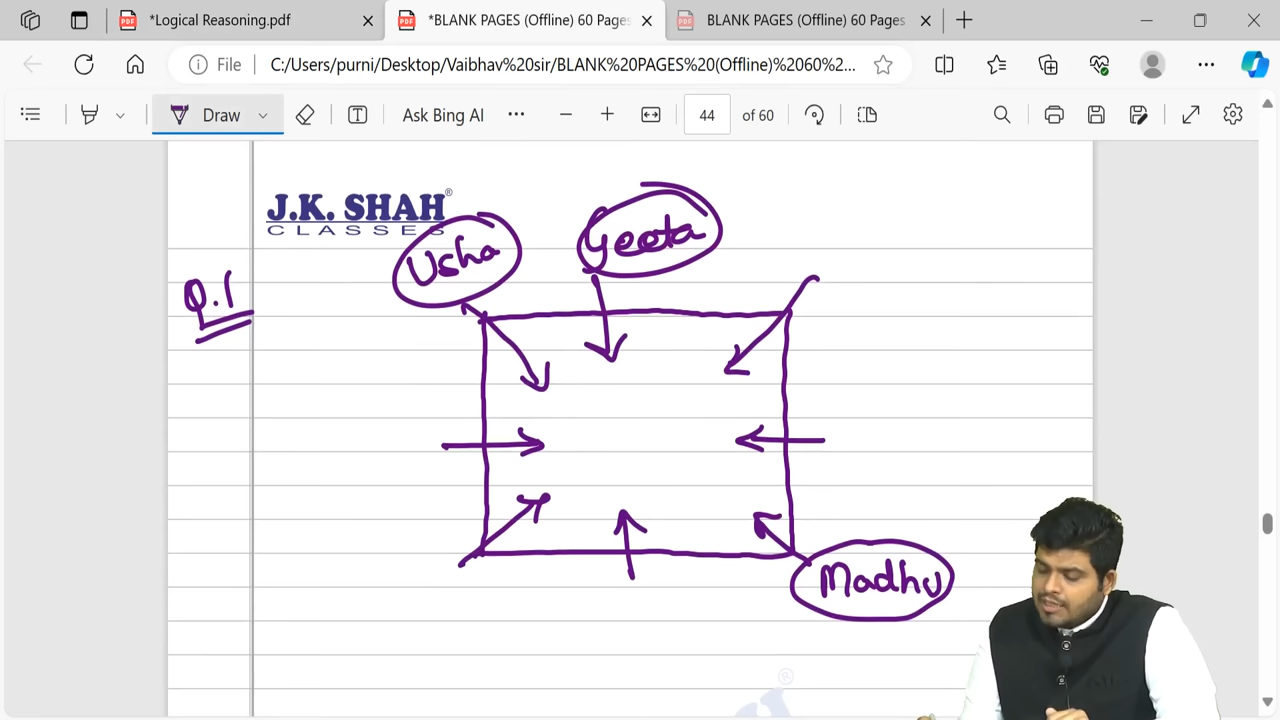 *Logical Reasoning.pdf
*BLANK PAGES (Offline) 60 Pages
BLANK PAGES (Offline) 60 Pages
File
C:/Users/purni/Desktop/Vaibhav%20sir/BLANK%20PAGES%20(Offline)%2060%2...
Draw
Ask Bing AI
44
of 60
J.K. SHAH®
CLASSES
Usha
Geeta
Q.1
Madhu